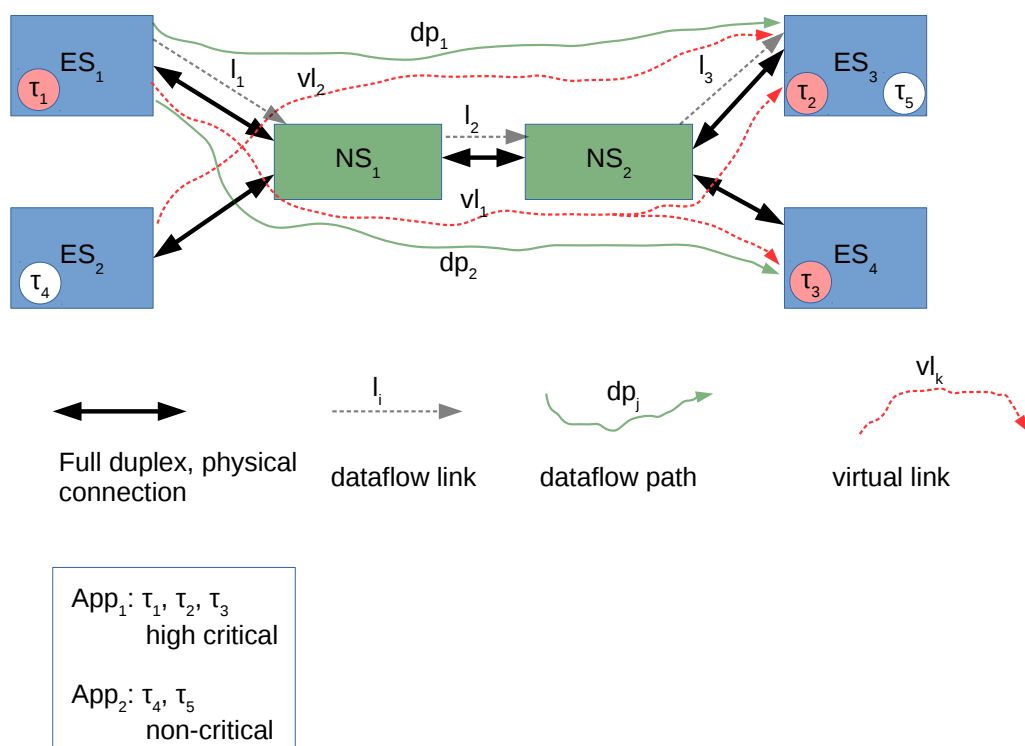 dp₁
ES₁
l₁
vl₂
l₃
ES₃
τ₁
τ₂
τ₅
l₂
NS₁
NS₂
vl₁
ES₂
dp₂
ES₄
τ₄
τ₃
lᵢ
dpⱼ
vlₖ
Full duplex, physical
connection
dataflow link
dataflow path
virtual link
App₁: τ₁, τ₂, τ₃
high critical
App₂: τ₄, τ₅
non-critical